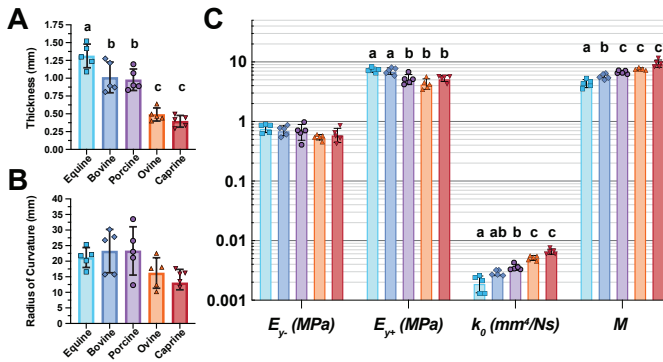 A
Thickness (mm)
1.75
1.50
1.25
1.00
0.75
0.50
0.25
0.00
a
b
b
c
c
Equine
Bovine
Porcine
Ovine
Caprine
B
Radius of Curvature (mm)
40
35
30
25
20
15
10
5
0
Equine
Bovine
Porcine
Ovine
Caprine
C
10
1
0.1
0.01
0.001
a a b b b
a b c c c
a ab b c c
E_y- (MPa)
E_y+ (MPa)
k_0 (mm⁴/Ns)
M